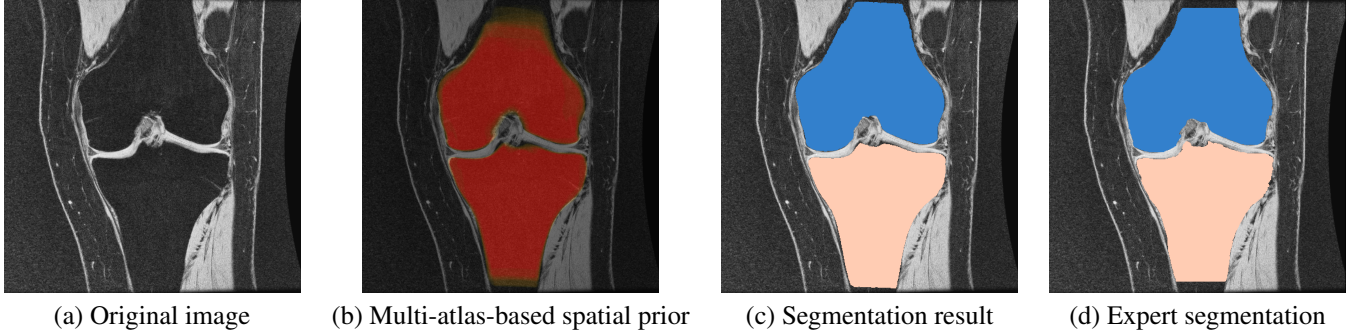 (a) Original image
(b) Multi-atlas-based spatial prior
(c) Segmentation result
(d) Expert segmentation